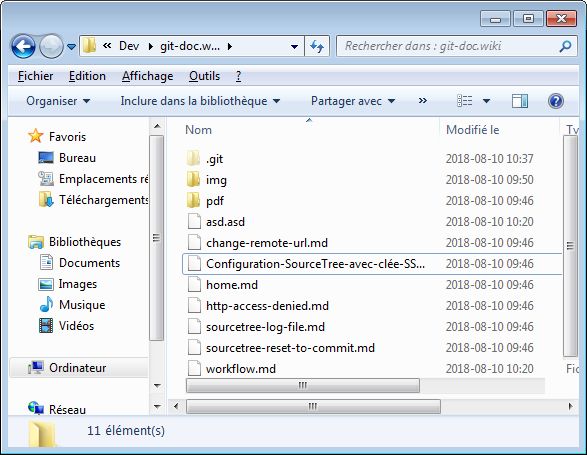 « Dev git-doc.w... Rechercher dans : git-doc.wiki
Fichier Edition Affichage Outils ?
Organiser Inclure dans la bibliothèque Partager avec »
Nom Modifié le
Favoris
Bureau
Emplacements ré
Téléchargements
Bibliothèques
Documents
Images
Musique
Vidéos
Ordinateur
Réseau
.git 2018-08-10 10:37
img 2018-08-10 09:50
pdf 2018-08-10 09:46
asd.asd 2018-08-10 10:20
change-remote-url.md 2018-08-10 09:46
Configuration-SourceTree-avec-clée-SS... 2018-08-10 09:46
home.md 2018-08-10 09:46
http-access-denied.md 2018-08-10 09:46
sourcetree-log-file.md 2018-08-10 09:46
sourcetree-reset-to-commit.md 2018-08-10 09:46
workflow.md 2018-08-10 10:20 Fic
11 élément(s)